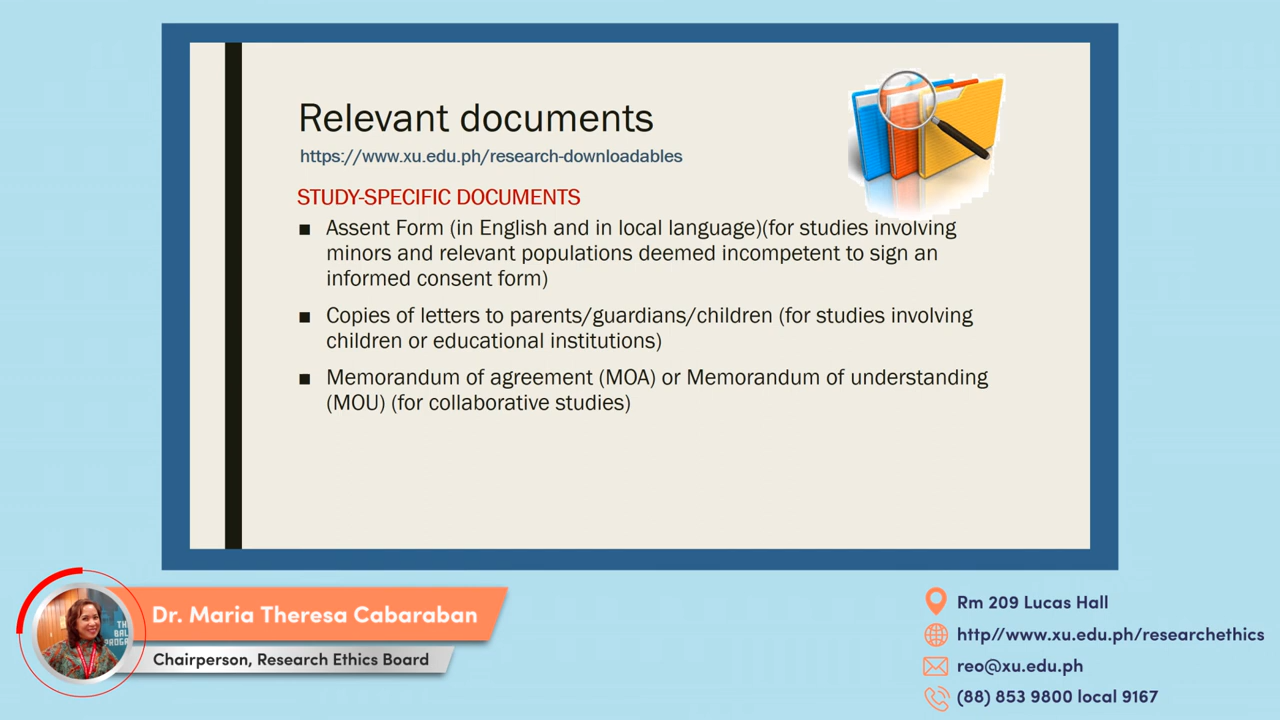 Relevant documents
https://www.xu.edu.ph/research-downloadables
STUDY-SPECIFIC DOCUMENTS
■ Assent Form (in English and in local language)(for studies involving
minors and relevant populations deemed incompetent to sign an
informed consent form)
■ Copies of letters to parents/guardians/children (for studies involving
children or educational institutions)
■ Memorandum of agreement (MOA) or Memorandum of understanding
(MOU) (for collaborative studies)
Dr. Maria Theresa Cabaraban
Chairperson, Research Ethics Board
Rm 209 Lucas Hall
http//www.xu.edu.ph/researchethics
reo@xu.edu.ph
(88) 853 9800 local 9167